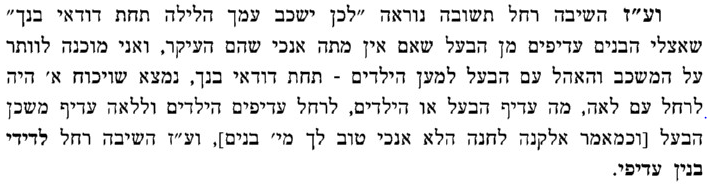 וע״ז השיבה רחל תשובה נוראה ״לכן ישכב עמך הלילה תחת דודאי בנך״
שאצלי הבנים עדיפים מן הבעל שאם אין מתה אנכי שהם העיקר, ואני מוכנה לוותר
על המשכב והאהל עם הבעל למען הילדים - תחת דודאי בנך, נמצא שויכוח א׳ היה
לרחל עם לאה, מה עדיף הבעל או הילדים, לרחל עדיפים הילדים וללאה עדיף משכן
הבעל [וכמאמר אלקנה לחנה הלא אנכי טוב לך מי׳ בנים], וע״ז השיבה רחל לדידי
בנין עדיפי.